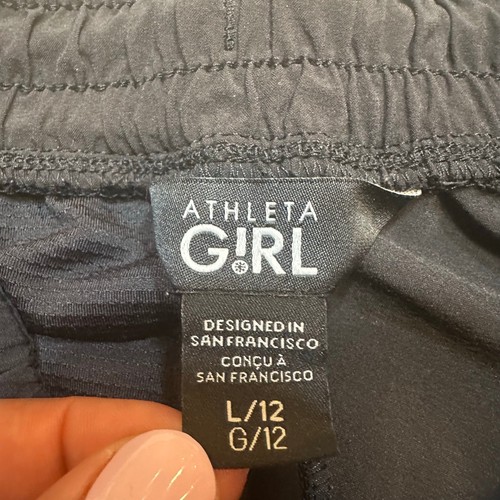 ATHLETA
G!RL
DESIGNED IN
SAN FRANCISCO
CONÇU À
SAN FRANCISCO
L/12
G/12